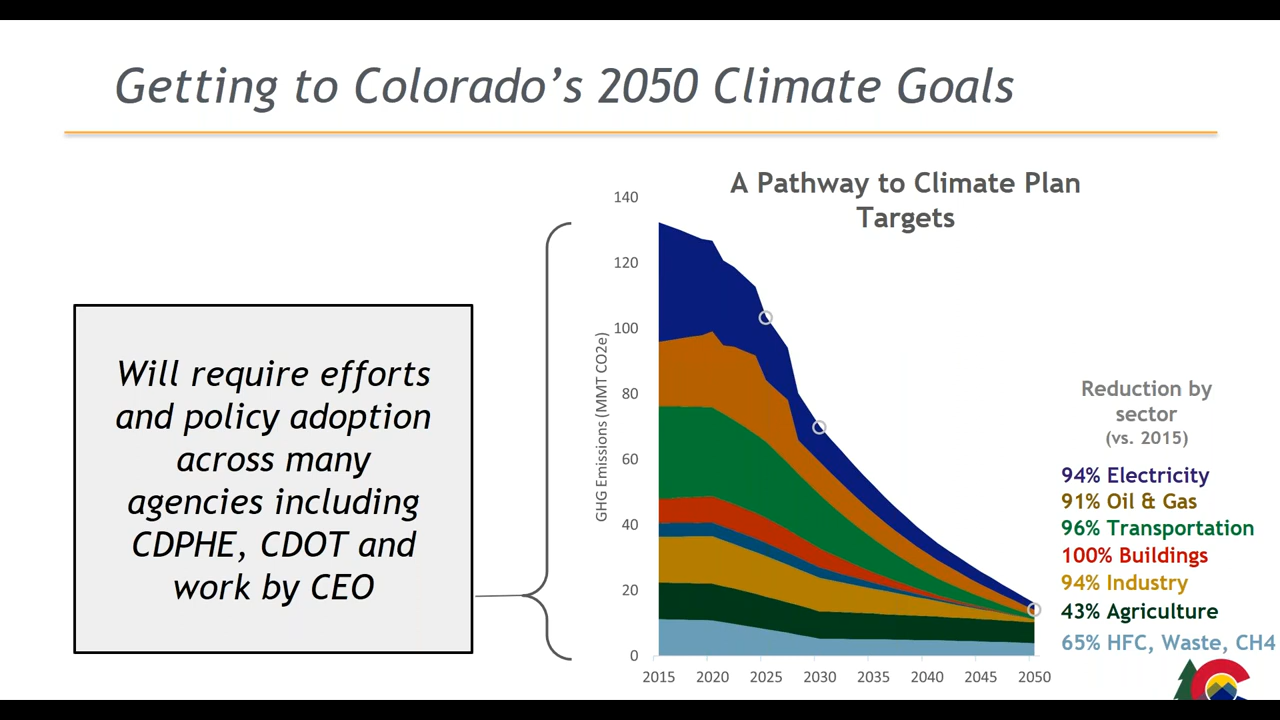 Getting to Colorado’s 2050 Climate Goals
Will require efforts
and policy adoption
across many
agencies including
CDPHE, CDOT and
work by CEO
A Pathway to Climate Plan
Targets
GHG Emissions (MMT CO2e)
140
120
100
80
60
40
20
0
2015 2020 2025 2030 2035 2040 2045 2050
Reduction by
sector
(vs. 2015)
94% Electricity
91% Oil & Gas
96% Transportation
100% Buildings
94% Industry
43% Agriculture
65% HFC, Waste, CH4